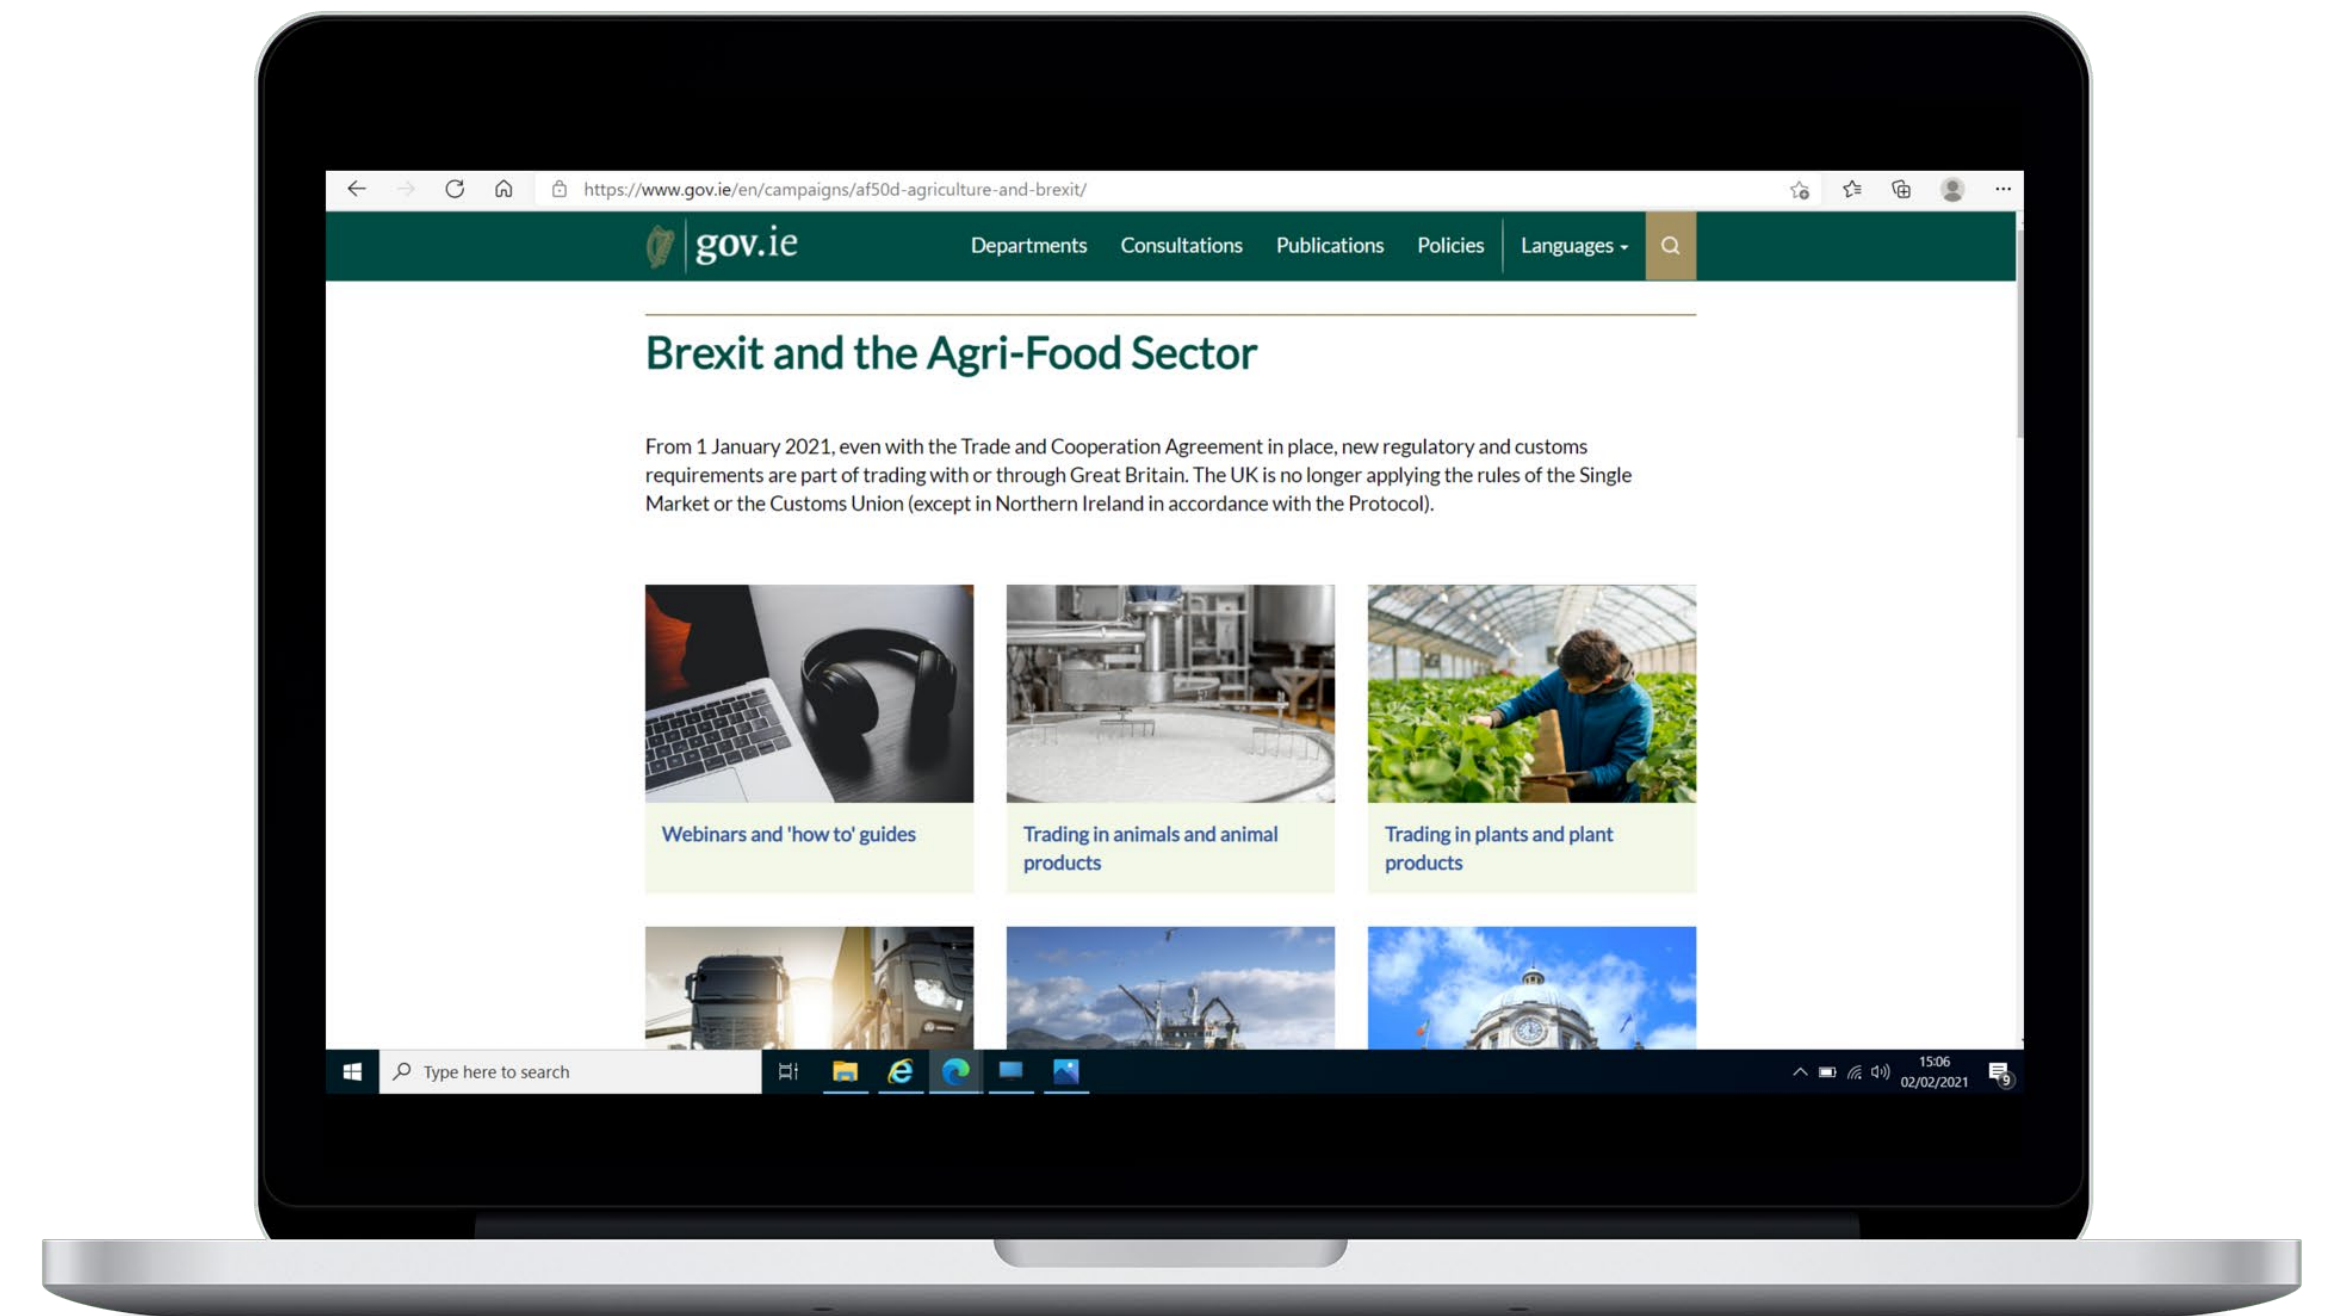 https://www.gov.ie/en/campaigns/af50d-agriculture-and-brexit/
gov.ie
Departments
Consultations
Publications
Policies
Languages
Brexit and the Agri-Food Sector
From 1 January 2021, even with the Trade and Cooperation Agreement in place, new regulatory and customs
requirements are part of trading with or through Great Britain. The UK is no longer applying the rules of the Single
Market or the Customs Union (except in Northern Ireland in accordance with the Protocol).
Webinars and 'how to' guides
Trading in animals and animal
products
Trading in plants and plant
products
Type here to search
15:06
02/02/2021
9